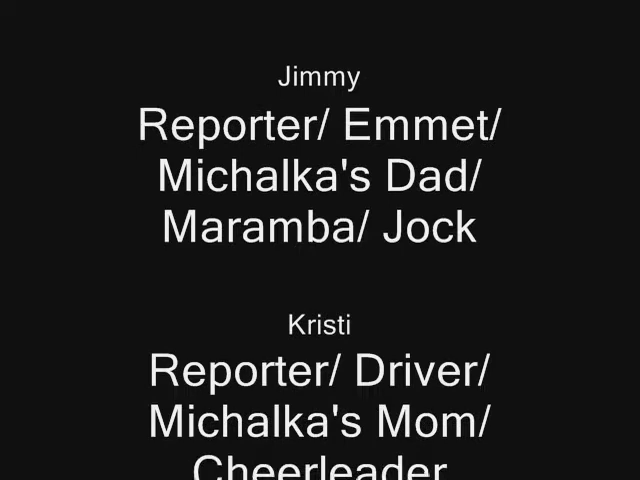 Jimmy
Reporter/ Emmet/
Michalka's Dad/
Maramba/ Jock
Kristi
Reporter/ Driver/
Michalka's Mom/
Cheerleader